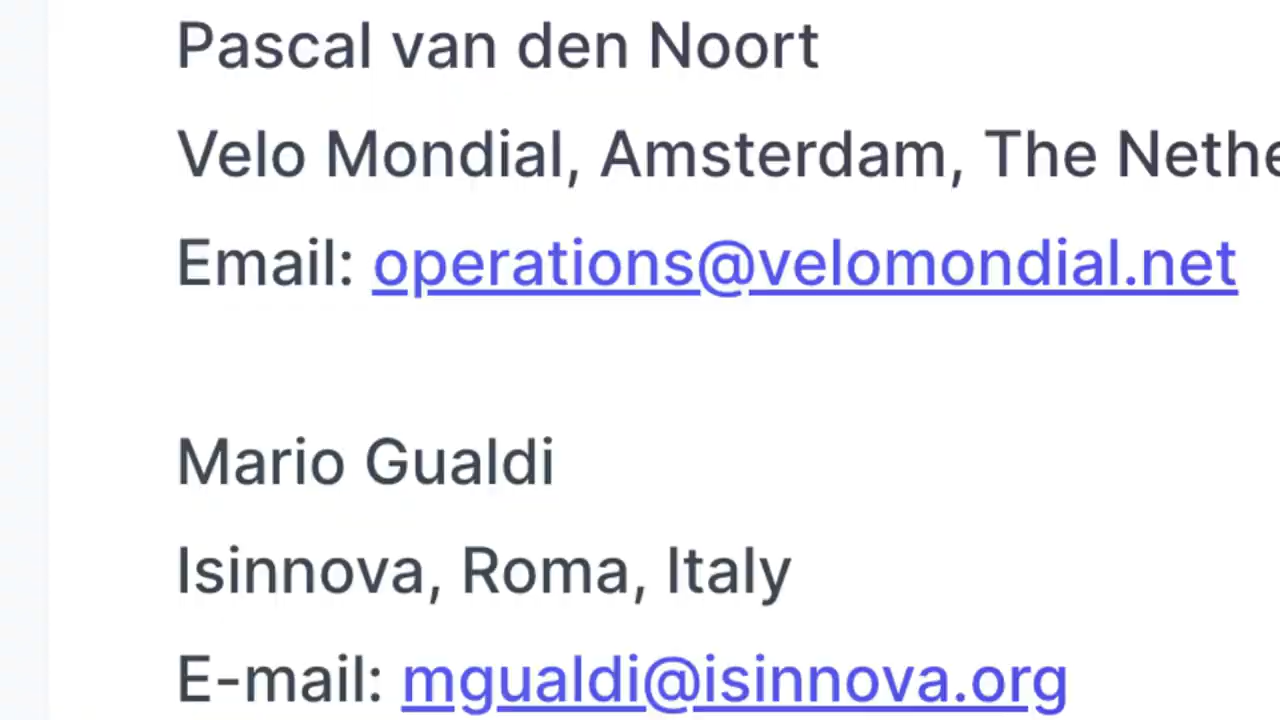 Pascal van den Noort
Velo Mondial, Amsterdam, The Nethe
Email: operations@velomondial.net
Mario Gualdi
Isinnova, Roma, Italy
E-mail: mgualdi@isinnova.org